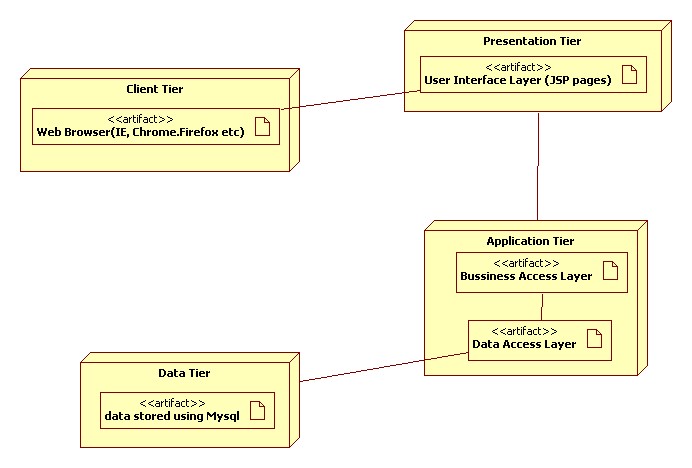 Presentation Tier
<<artifact>>
User Interface Layer (JSP pages)
Client Tier
<<artifact>>
Web Browser(IE, Chrome.Firefox etc)
Application Tier
<<artifact>>
Bussiness Access Layer
<<artifact>>
Data Access Layer
Data Tier
<<artifact>>
data stored using Mysql